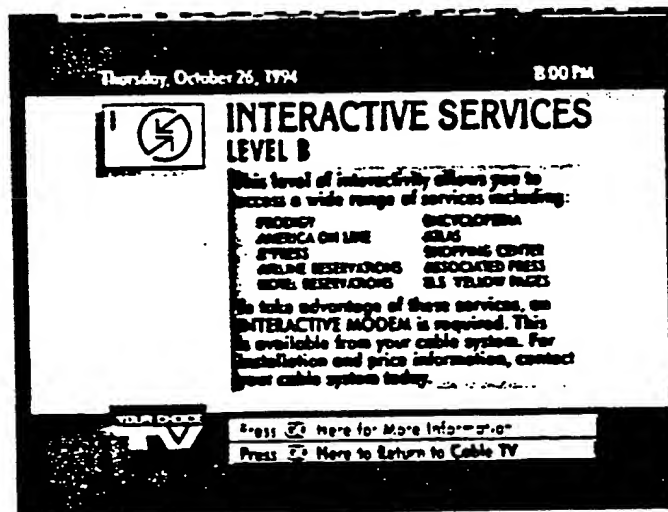 Thursday, October 26, 1994
8:00 PM
INTERACTIVE SERVICES
LEVEL B
This level of interactivity allows you to
access a wide range of services including:
PRODIGY
ENCYCLOPEDIA
AMERICA ON LINE
ATLAS
X*PRESS
SHOPPING CENTER
AIRLINE RESERVATIONS
ASSOCIATED PRESS
HOTEL RESERVATIONS
U.S. YELLOW PAGES
To take advantage of these services, an
INTERACTIVE MODEM is required. This
is available from your cable system. For
installation and price information, contact
your cable system today.
YOUR CHOICE
TV
Press Here for More Information
Press Here to Return to Cable TV